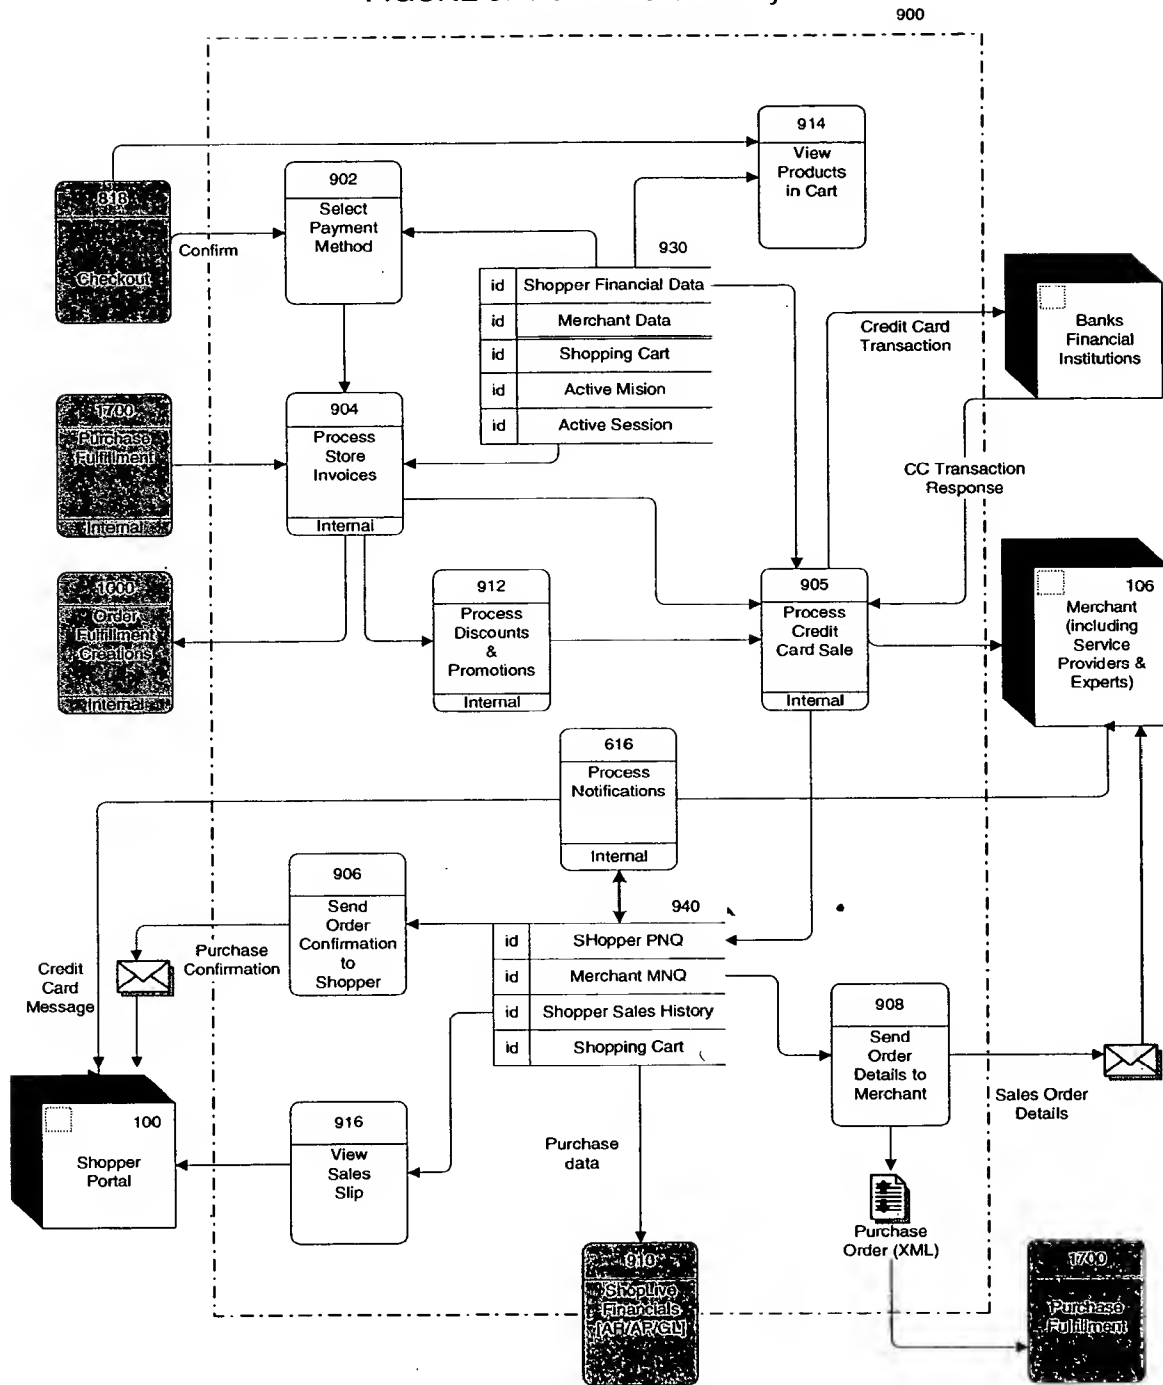 900
914
View
Products
in Cart
818
Checkout
Confirm
902
Select
Payment
Method
930
id Shopper Financial Data
id Merchant Data
id Shopping Cart
id Active Mision
id Active Session
Credit Card
Transaction
Banks
Financial
Institutions
1700
Purchase
Fulfillment
Internal
904
Process
Store
Invoices
Internal
CC Transaction
Response
1000
Order
Fulfillment
Creations
Internal
912
Process
Discounts
&
Promotions
Internal
905
Process
Credit
Card Sale
Internal
106
Merchant
(including
Service
Providers &
Experts)
616
Process
Notifications
Internal
906
Send
Order
Confirmation
to
Shopper
Purchase
Confirmation
Credit
Card
Message
940
id SHopper PNQ
id Merchant MNQ
id Shopper Sales History
id Shopping Cart
908
Send
Order
Details to
Merchant
Sales Order
Details
100
Shopper
Portal
916
View
Sales
Slip
Purchase
data
Purchase
Order (XML)
910
ShopLive
Financials
[AR/AP/GL]
1700
Purchase
Fulfillment